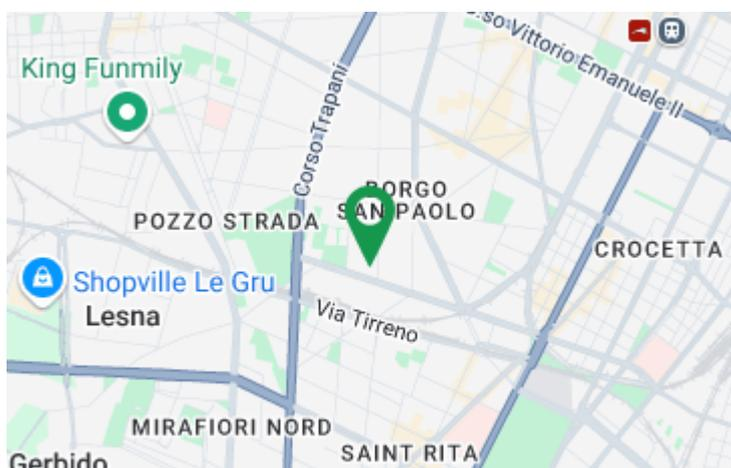 C.so Vittorio Emanuele II
King Funmily
Corso Trapani
BORGO
SAN PAOLO
POZZO STRADA
CROCETTA
Shopville Le Gru
Lesna
Via Tirreno
MIRAFIORI NORD
SAINT RITA
Gerbido